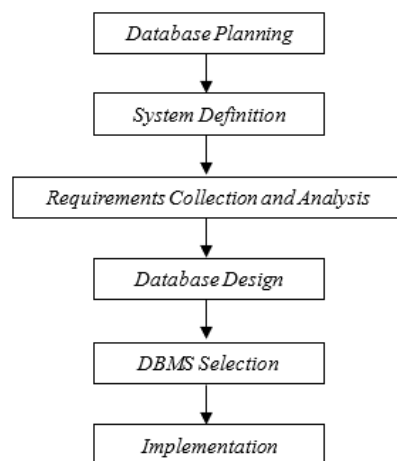 Database Planning
System Definition
Requirements Collection and Analysis
Database Design
DBMS Selection
Implementation